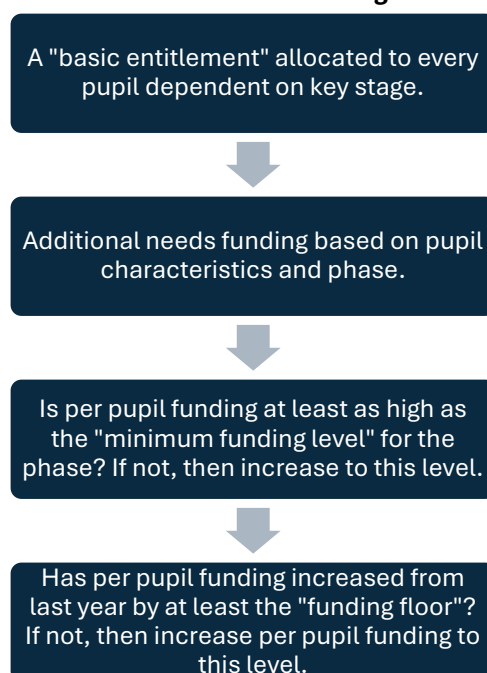 A "basic entitlement" allocated to every
pupil dependent on key stage.
Additional needs funding based on pupil
characteristics and phase.
Is per pupil funding at least as high as
the "minimum funding level" for the
phase? If not, then increase to this level.
Has per pupil funding increased from
last year by at least the "funding floor"?
If not, then increase per pupil funding to
this level.